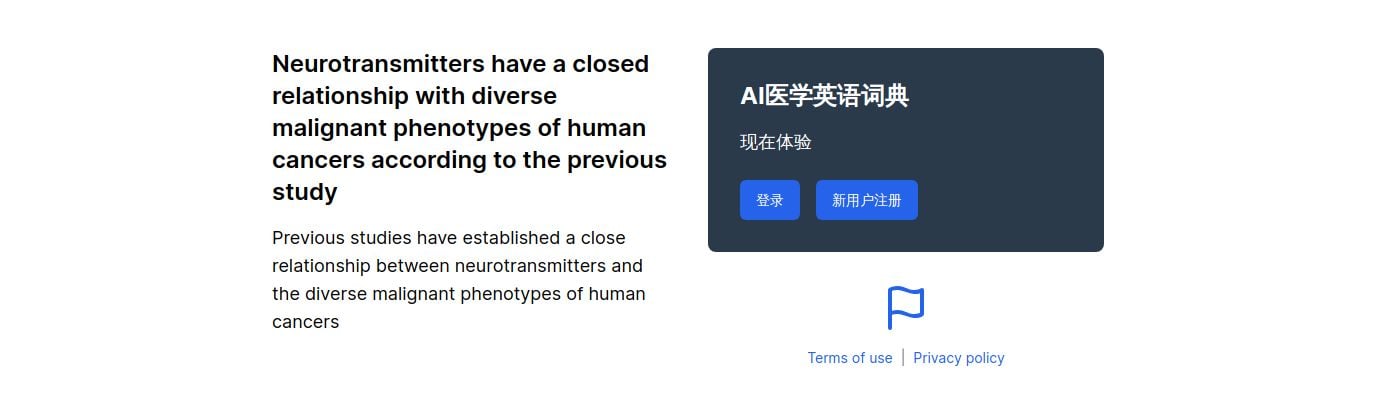 Neurotransmitters have a closed
relationship with diverse
malignant phenotypes of human
cancers according to the previous
study
Previous studies have established a close
relationship between neurotransmitters and
the diverse malignant phenotypes of human
cancers
AI医学英语词典
现在体验
登录
新用户注册
Terms of use | Privacy policy